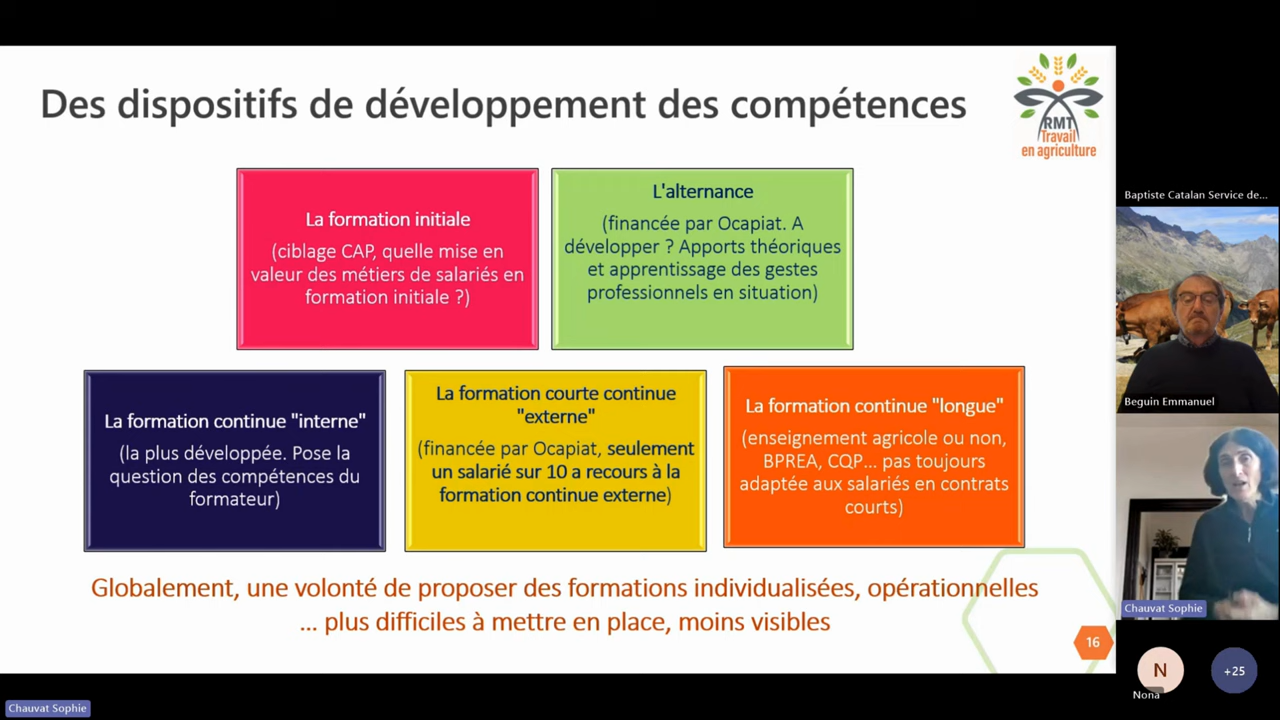 Des dispositifs de développement des compétences
RMT
Travail
en agriculture
La formation initiale
(ciblage CAP, quelle mise en
valeur des métiers de salariés en
formation initiale ?)
L'alternance
(financée par Ocapiat. A
développer ? Apports théoriques
et apprentissage des gestes
professionnels en situation)
La formation continue "interne"
(la plus développée. Pose la
question des compétences du
formateur)
La formation courte continue
"externe"
(financée par Ocapiat, seulement
un salarié sur 10 a recours à la
formation continue externe)
La formation continue "longue"
(enseignement agricole ou non,
BPREA, CQP... pas toujours
adaptée aux salariés en contrats
courts)
Globalement, une volonté de proposer des formations individualisées, opérationnelles
... plus difficiles à mettre en place, moins visibles
16
Baptiste Catalan Service de...
Beguin Emmanuel
Chauvat Sophie
N
Nona
+25
Chauvat Sophie